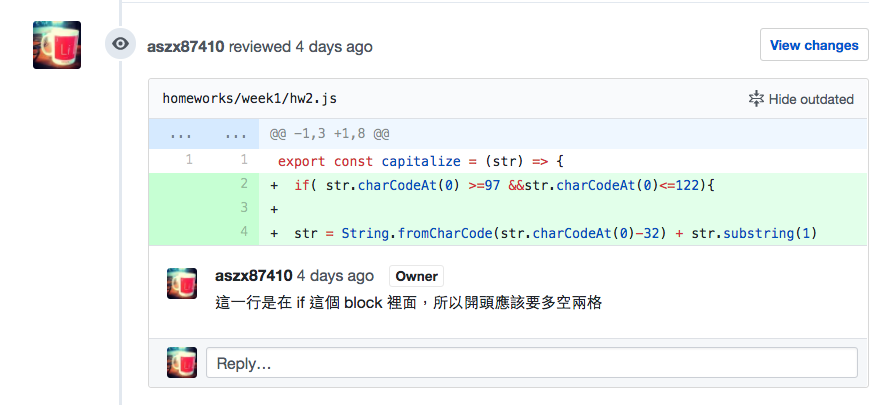 aszx87410 reviewed 4 days ago
View changes
homeworks/week1/hw2.js
Hide outdated
... ... @@ -1,3 +1,8 @@
1 1 export const capitalize = (str) => {
2 + if( str.charCodeAt(0) >=97 &&str.charCodeAt(0)<=122){
3 +
4 + str = String.fromCharCode(str.charCodeAt(0)-32) + str.substring(1)
aszx87410 4 days ago Owner
這一行是在 if 這個 block 裡面，所以開頭應該要多空兩格
Reply…